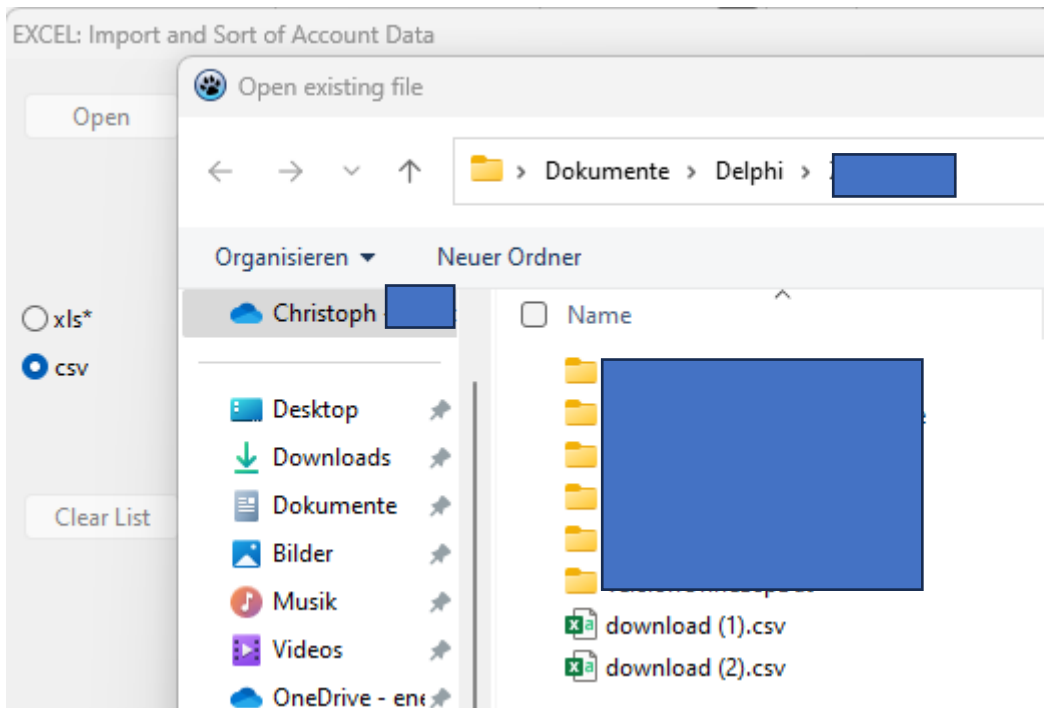 EXCEL: Import and Sort of Account Data
Open existing file
Open
Dokumente > Delphi >
Organisieren Neuer Ordner
Christoph
Name
xls*
csv
Desktop
Downloads
Dokumente
Clear List
Bilder
Musik
download (1).csv
Videos
download (2).csv
OneDrive - ene